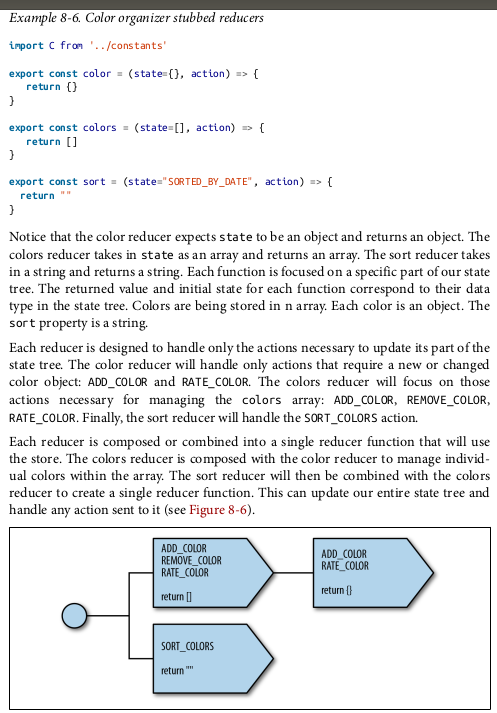 Example 8-6. Color organizer stubbed reducers
import C from '../constants'
export const color = (state={}, action) => {
return {}
}
export const colors = (state=[], action) => {
return []
}
export const sort = (state="SORTED_BY_DATE", action) => {
return ""
}
Notice that the color reducer expects state to be an object and returns an object. The
colors reducer takes in state as an array and returns an array. The sort reducer takes
in a string and returns a string. Each function is focused on a specific part of our state
tree. The returned value and initial state for each function correspond to their data
type in the state tree. Colors are being stored in n array. Each color is an object. The
sort property is a string.
Each reducer is designed to handle only the actions necessary to update its part of the
state tree. The color reducer will handle only actions that require a new or changed
color object: ADD_COLOR and RATE_COLOR. The colors reducer will focus on those
actions necessary for managing the colors array: ADD_COLOR, REMOVE_COLOR,
RATE_COLOR. Finally, the sort reducer will handle the SORT_COLORS action.
Each reducer is composed or combined into a single reducer function that will use
the store. The colors reducer is composed with the color reducer to manage individ-
ual colors within the array. The sort reducer will then be combined with the colors
reducer to create a single reducer function. This can update our entire state tree and
handle any action sent to it (see Figure 8-6).
ADD_COLOR
REMOVE_COLOR
RATE_COLOR
return []
ADD_COLOR
RATE_COLOR
return {}
SORT_COLORS
return ""